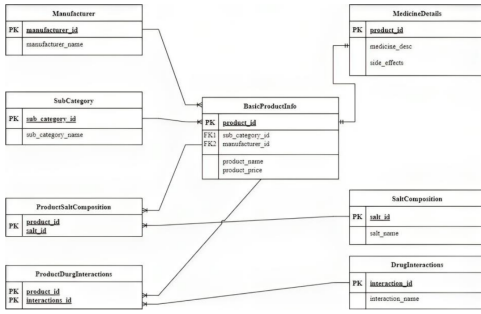 Manufacturer
PK manufacturer_id
manufacturer_name
MedicineDetails
PK product_id
medicine_desc
side_effects
SubCategory
PK sub_category_id
sub_category_name
BasicProductInfo
PK product_id
FK1 sub_category_id
FK2 manufacturer_id
product_name
product_price
ProductSaltComposition
PK product_id
salt_id
SaltComposition
PK salt_id
salt_name
ProductDurgInteractions
PK product_id
PK interactions_id
DrugInteractions
PK interaction_id
interaction_name